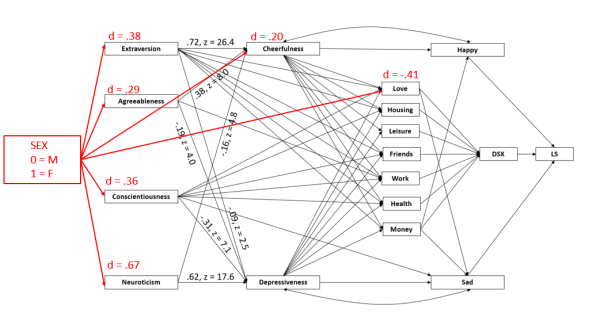 d = .38
d = .20
Extraversion
.72, z = 26.4
Cheerfulness
Happy
.38, z = 8.0
d = -.41
Love
d = .29
Agreeableness
Housing
-.19, z = 4.0
-.16, z = 4.8
Leisure
SEX
0 = M
1 = F
Friends
DSX
LS
d = .36
Work
Conscientiousness
Health
-.31, z = 7.1
-.09, z = 2.5
Money
d = .67
Neuroticism
.62, z = 17.6
Depressiveness
Sad